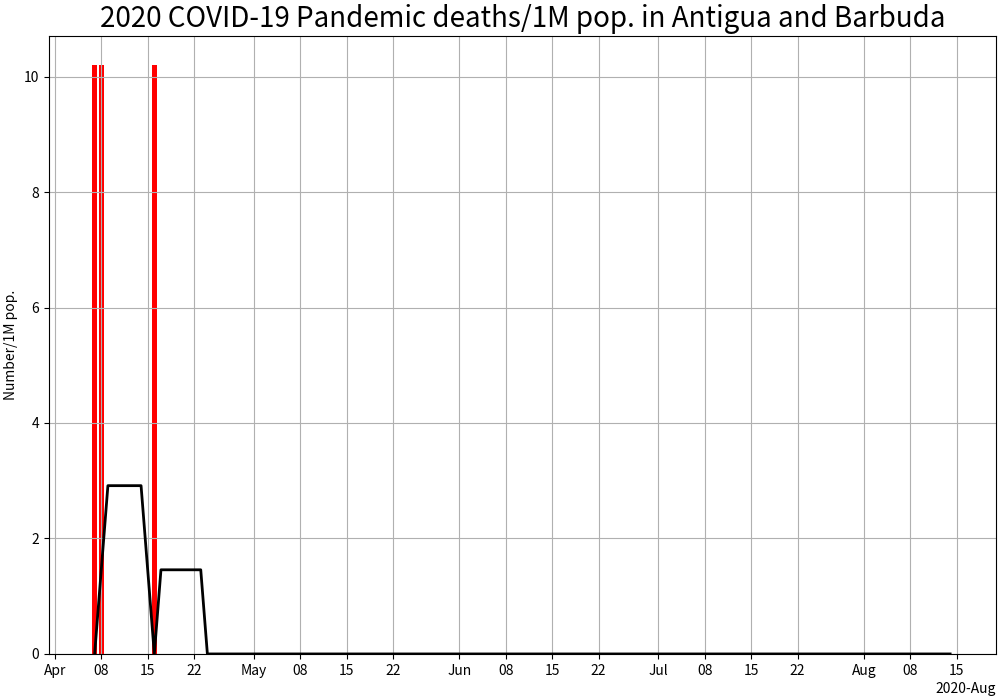 2020 COVID-19 Pandemic deaths/1M pop. in Antigua and Barbuda
Number/1M pop.
10
8
6
4
2
0
Apr 08 15 22 May 08 15 22 Jun 08 15 22 Jul 08 15 22 Aug 08 15
2020-Aug